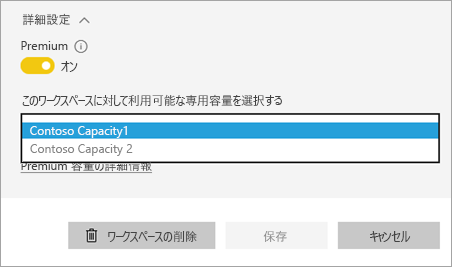 詳細設定
Premium
オン
このワークスペースに対して利用可能な専用容量を選択する
Contoso Capacity1
Contoso Capacity 2
Premium 容量の詳細情報
ワークスペースの削除
保存
キャンセル